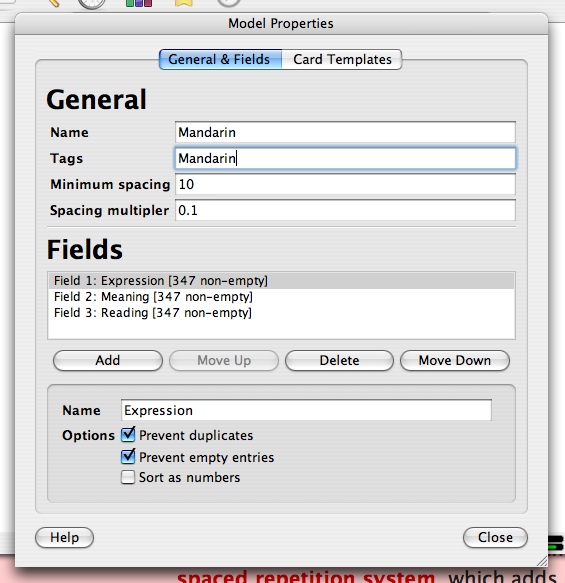 Model Properties
General & Fields Card Templates
General
Name Mandarin
Tags Mandarin
Minimum spacing 10
Spacing multipler 0.1
Fields
Field 1: Expression [347 non-empty]
Field 2: Meaning [347 non-empty]
Field 3: Reading [347 non-empty]
Add Move Up Delete Move Down
Name Expression
Options Prevent duplicates
Prevent empty entries
Sort as numbers
Help Close
spaced repetition system, which adds